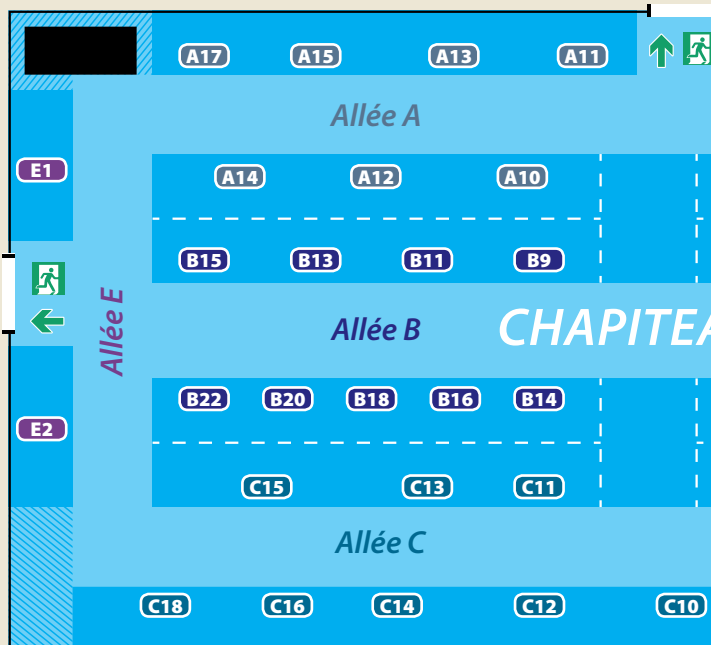 A17 A15 A13 A11
Allée A
E1
A14 A12 A10
B15 B13 B11 B9
Allée E
Allée B
CHAPITEA
B22 B20 B18 B16 B14
E2
C15 C13 C11
Allée C
C18 C16 C14 C12 C10